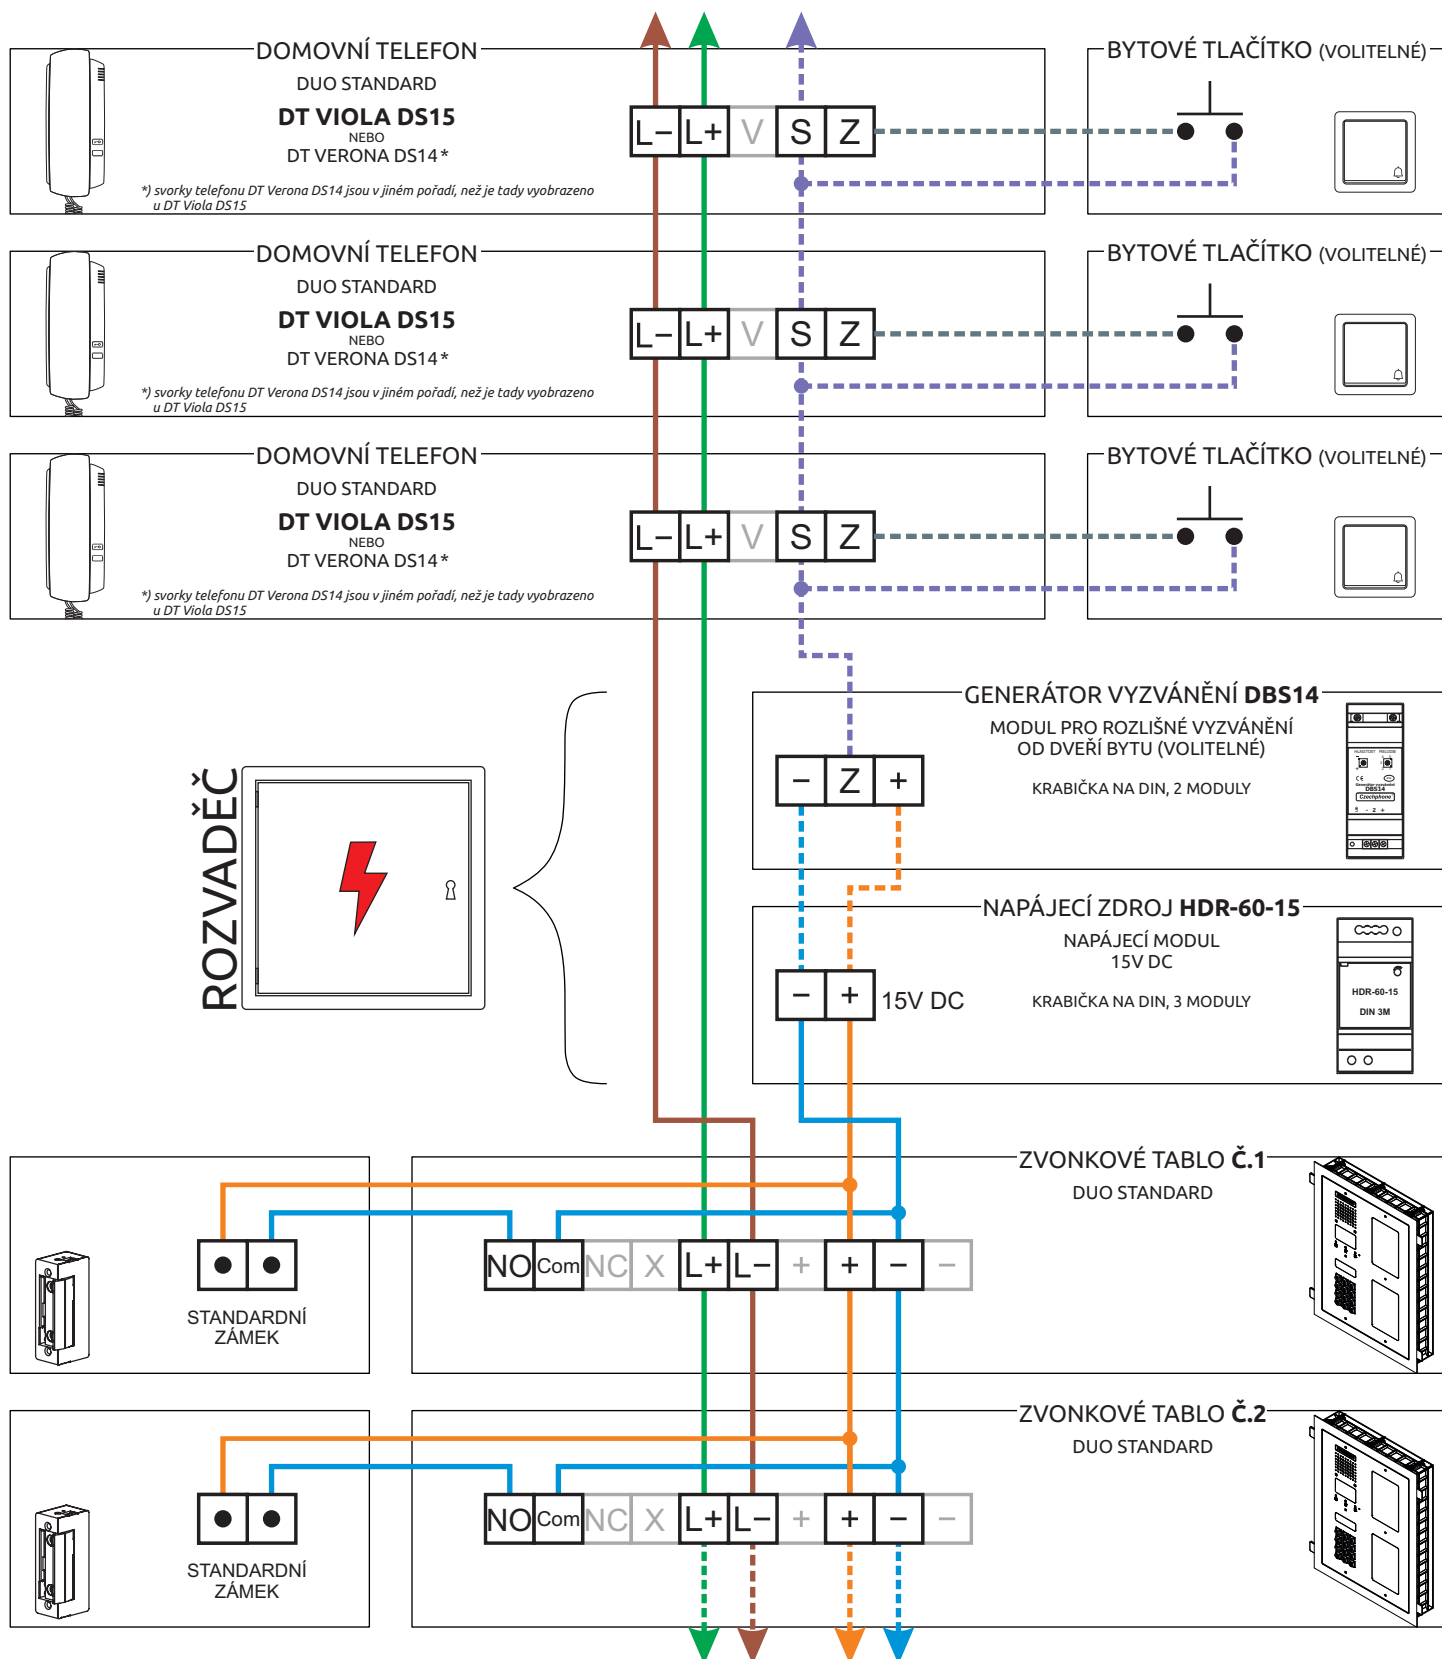 DOMOVNÍ TELEFON
DUO STANDARD
DT VIOLA DS15
NEBO
DT VERONA DS14*
*) svorky telefonu DT Verona DS14 jsou v jiném pořadí, než je tady vyobrazeno
u DT Viola DS15
L− L+ V S Z
BYTOVÉ TLAČÍTKO (VOLITELNÉ)
DOMOVNÍ TELEFON
DUO STANDARD
DT VIOLA DS15
NEBO
DT VERONA DS14*
*) svorky telefonu DT Verona DS14 jsou v jiném pořadí, než je tady vyobrazeno
u DT Viola DS15
L− L+ V S Z
BYTOVÉ TLAČÍTKO (VOLITELNÉ)
DOMOVNÍ TELEFON
DUO STANDARD
DT VIOLA DS15
NEBO
DT VERONA DS14*
*) svorky telefonu DT Verona DS14 jsou v jiném pořadí, než je tady vyobrazeno
u DT Viola DS15
L− L+ V S Z
BYTOVÉ TLAČÍTKO (VOLITELNÉ)
ROZVADĚČ
GENERÁTOR VYZVÁNĚNÍ DBS14
MODUL PRO ROZLIŠNÉ VYZVÁNĚNÍ
OD DVEŘÍ BYTU (VOLITELNÉ)
KRABIČKA NA DIN, 2 MODULY
− Z +
HLASITOST MELODIE
CE
Generátor vyzvánění
DBS14
Czechphone
- Z +
NAPÁJECÍ ZDROJ HDR-60-15
NAPÁJECÍ MODUL
15V DC
KRABIČKA NA DIN, 3 MODULY
− + 15V DC
HDR-60-15
DIN 3M
ZVONKOVÉ TABLO Č.1
DUO STANDARD
NO Com NC X L+ L− + + − −
STANDARDNÍ
ZÁMEK
ZVONKOVÉ TABLO Č.2
DUO STANDARD
NO Com NC X L+ L− + + − −
STANDARDNÍ
ZÁMEK